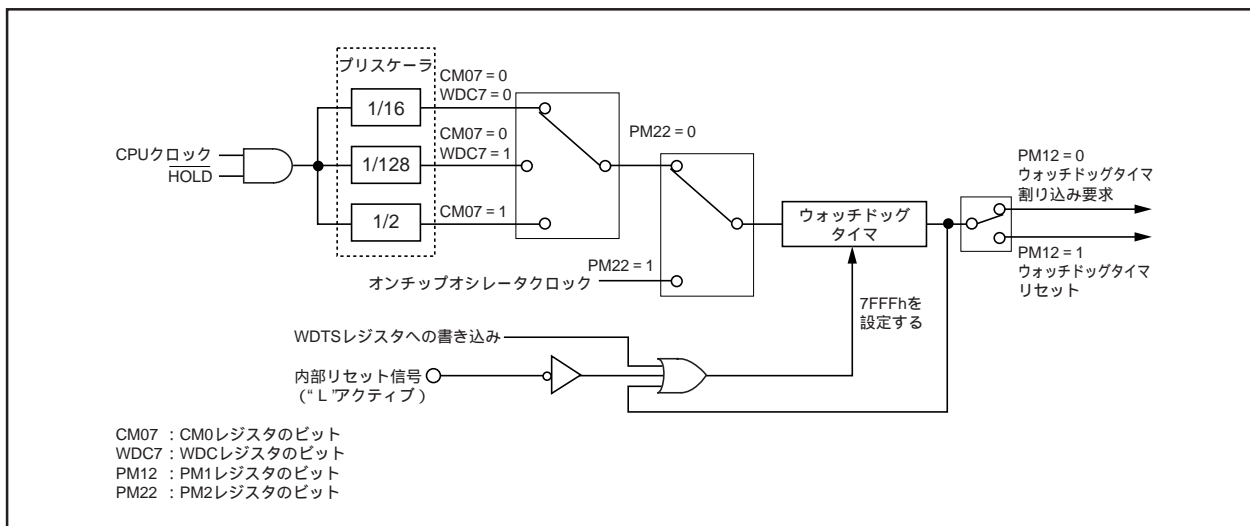 プリスケーラ
CM07 = 0
WDC7 = 0
1/16
CM07 = 0
WDC7 = 1
1/128
CM07 = 1
1/2
CPUクロック
HOLD
PM22 = 0
PM22 = 1
オンチップオシレータクロック
ウォッチドッグ
タイマ
PM12 = 0
ウォッチドッグタイマ
割り込み要求
PM12 = 1
ウォッチドッグタイマ
リセット
7FFFhを
設定する
WDTSレジスタへの書き込み
内部リセット信号
(“L”アクティブ)
CM07 : CM0レジスタのビット
WDC7 : WDCレジスタのビット
PM12 : PM1レジスタのビット
PM22 : PM2レジスタのビット